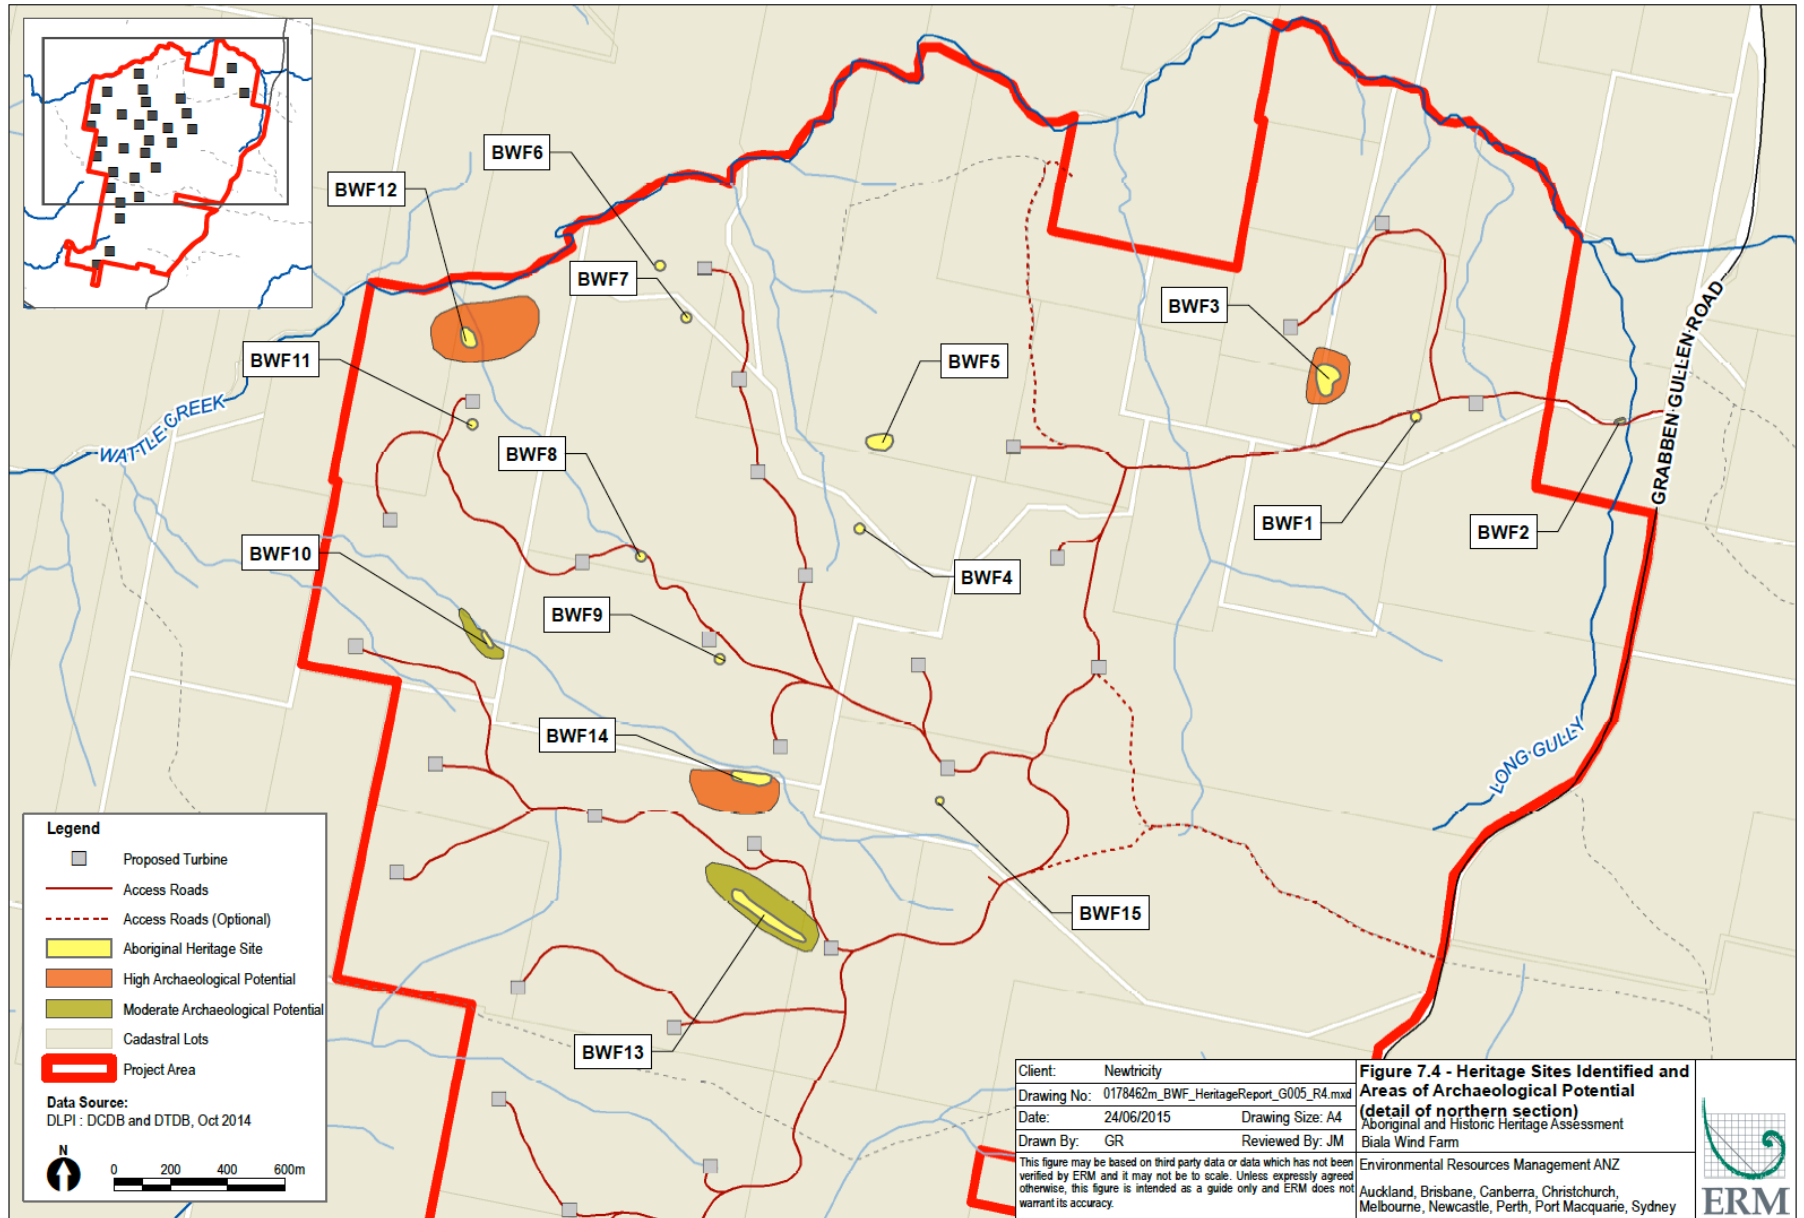 BWF6
BWF12
BWF7
BWF3
BWF5
BWF11
BWF8
BWF10
BWF4
BWF1
BWF2
BWF9
BWF14
BWF15
BWF13
WATTLE CREEK
GRABBEN GULLEN ROAD
LONG GULLY
Legend
Proposed Turbine
Access Roads
Access Roads (Optional)
Aboriginal Heritage Site
High Archaeological Potential
Moderate Archaeological Potential
Cadastral Lots
Project Area
Data Source:
DLPI : DCDB and DTDB, Oct 2014
N
0 200 400 600m
Client: Newtricity
Drawing No: 0178462m_BWF_HeritageReport_G005_R4.mxd
Date: 24/06/2015 Drawing Size: A4
Drawn By: GR Reviewed By: JM
This figure may be based on third party data or data which has not been
verified by ERM and it may not be to scale. Unless expressly agreed
otherwise, this figure is intended as a guide only and ERM does not
warrant its accuracy.
Figure 7.4 - Heritage Sites Identified and
Areas of Archaeological Potential
(detail of northern section)
Aboriginal and Historic Heritage Assessment
Biala Wind Farm
Environmental Resources Management ANZ
Auckland, Brisbane, Canberra, Christchurch,
Melbourne, Newcastle, Perth, Port Macquarie, Sydney
ERM